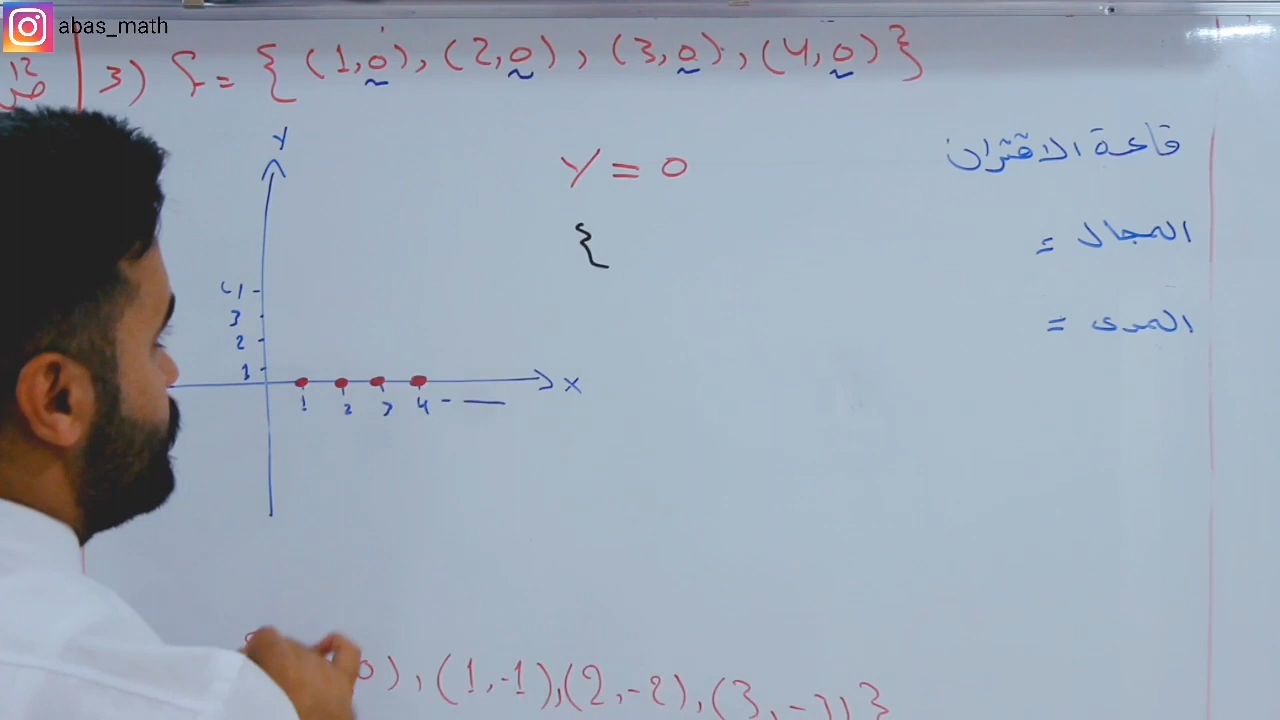 abas_math
3) f = { (1,0), (2,0), (3,0), (4,0) }
١٢
ص
y
y = 0
قاعدة الاقتران
{
المجال =
المدى =
4
3
2
1
x
1 2 3 4 - —
0), (1,-1), (2,-2), (3,-3) }